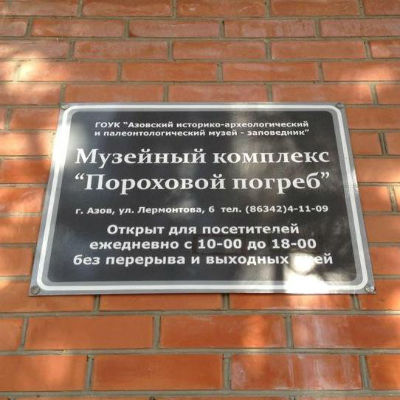 ГОУК "Азовский историко-археологический
и палеонтологический музей - заповедник"
Музейный комплекс
"Пороховой погреб"
г. Азов, ул. Лермонтова, 6 тел. (86342)4-11-09
Открыт для посетителей
ежедневно с 10-00 до 18-00
без перерыва и выходных дней